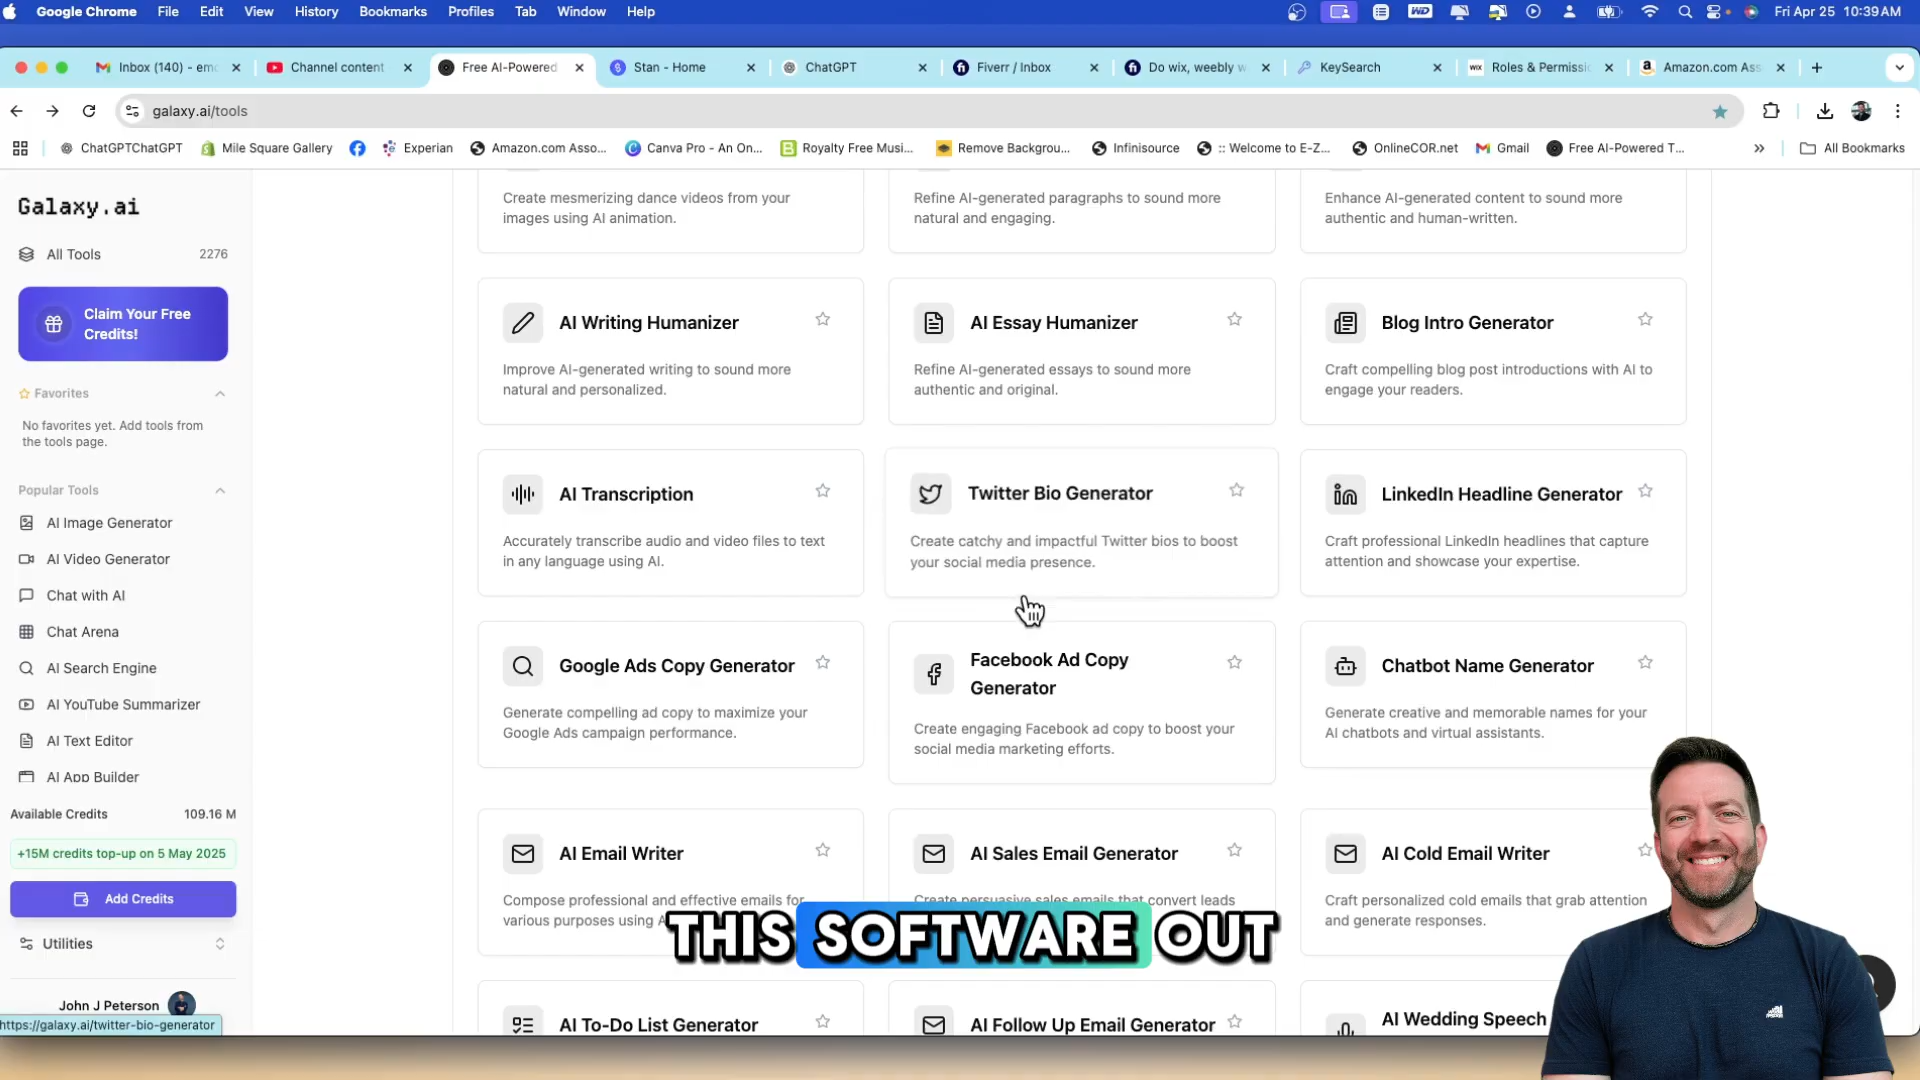 Google Chrome File Edit View History Bookmarks Profiles Tab Window Help
WD
Fri Apr 25 10:39 AM
Inbox (140) - em
Channel content
Free AI-Powered
Stan - Home
ChatGPT
Fiverr / Inbox
Do wix, weebly w
KeySearch
WIX
Roles & Permissi
Amazon.com Ass
galaxy.ai/tools
ChatGPTChatGPT
Mile Square Gallery
Experian
Amazon.com Asso...
Canva Pro - An On...
Royalty Free Musi...
Remove Backgrou...
Infinisource
:: Welcome to E-Z...
OnlineCOR.net
Gmail
Free AI-Powered T...
All Bookmarks
Galaxy.ai
All Tools 2276
Claim Your Free
Credits!
Favorites
No favorites yet. Add tools from
the tools page.
Popular Tools
AI Image Generator
AI Video Generator
Chat with AI
Chat Arena
AI Search Engine
AI YouTube Summarizer
AI Text Editor
AI App Builder
Available Credits 109.16 M
+15M credits top-up on 5 May 2025
Add Credits
Utilities
John J Peterson
https://galaxy.ai/twitter-bio-generator
Create mesmerizing dance videos from your
images using AI animation.
Refine AI-generated paragraphs to sound more
natural and engaging.
Enhance AI-generated content to sound more
authentic and human-written.
AI Writing Humanizer
Improve AI-generated writing to sound more
natural and personalized.
AI Essay Humanizer
Refine AI-generated essays to sound more
authentic and original.
Blog Intro Generator
Craft compelling blog post introductions with AI to
engage your readers.
AI Transcription
Accurately transcribe audio and video files to text
in any language using AI.
Twitter Bio Generator
Create catchy and impactful Twitter bios to boost
your social media presence.
LinkedIn Headline Generator
Craft professional LinkedIn headlines that capture
attention and showcase your expertise.
Google Ads Copy Generator
Generate compelling ad copy to maximize your
Google Ads campaign performance.
Facebook Ad Copy
Generator
Create engaging Facebook ad copy to boost your
social media marketing efforts.
Chatbot Name Generator
Generate creative and memorable names for your
AI chatbots and virtual assistants.
AI Email Writer
Compose professional and effective emails for
various purposes using A
AI Sales Email Generator
Create persuasive sales emails that convert leads
AI Cold Email Writer
Craft personalized cold emails that grab attention
and generate responses.
THIS SOFTWARE OUT
AI To-Do List Generator
AI Follow Up Email Generator
AI Wedding Speech